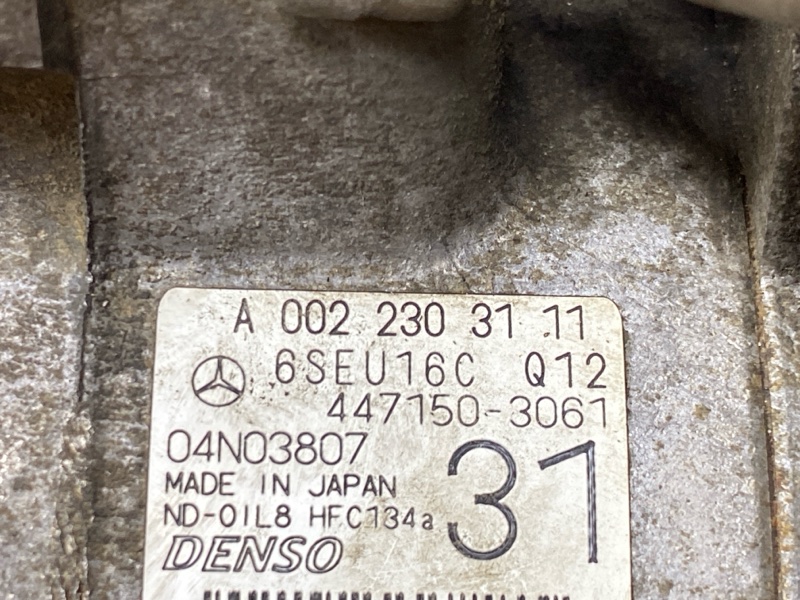 A 002 230 31 11
6SEU16C Q12
447150-3061
04N03807
31
MADE IN JAPAN
ND-OIL8 HFC134a
DENSO